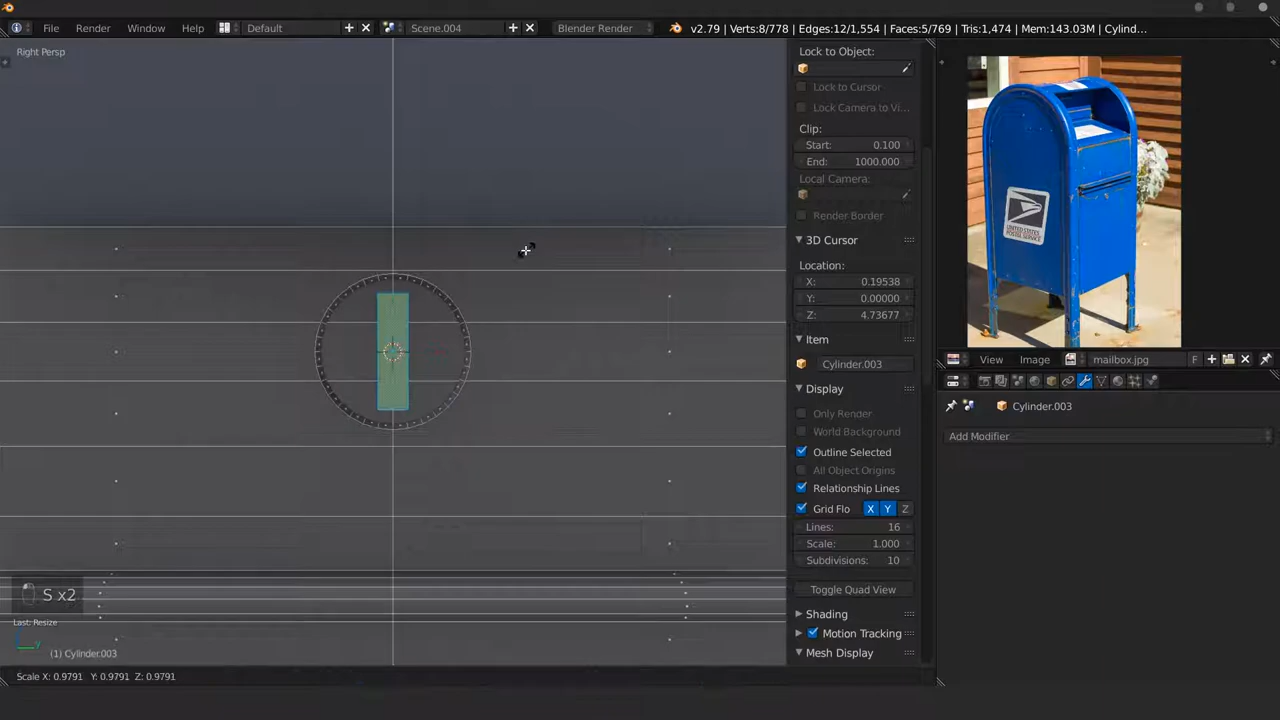 File Render Window Help Default Scene.004 Blender Render v2.79 | Verts:8/778 | Edges:12/1,554 | Faces:5/769 | Tris:1,474 | Mem:143.03M | Cylind...
Right Persp
Lock to Object:
Lock to Cursor
Lock Camera to Vi...
Clip:
Start: 0.100
End: 1000.000
Local Camera:
Render Border
3D Cursor
Location:
X: 0.19538
Y: 0.00000
Z: 4.73677
Item
Cylinder.003
Display
Only Render
World Background
Outline Selected
All Object Origins
Relationship Lines
Grid Flo X Y Z
Lines: 16
Scale: 1.000
Subdivisions: 10
Toggle Quad View
Shading
Motion Tracking
Mesh Display
UNITED STATES
POSTAL SERVICE
View Image mailbox.jpg F
Cylinder.003
Add Modifier
S x2
Last: Resize
y
(1) Cylinder.003
Scale X: 0.9791 Y: 0.9791 Z: 0.9791